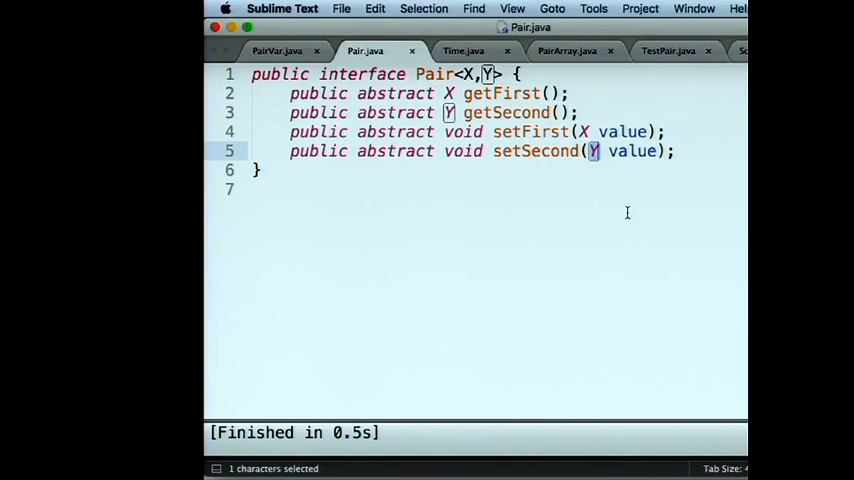 Sublime Text File Edit Selection Find View Goto Tools Project Window
Pair.java
PairVar.java × Pair.java × Time.java × PairArray.java × TestPair.java ×
1 public interface Pair<X,Y> {
2 public abstract X getFirst();
3 public abstract Y getSecond();
4 public abstract void setFirst(X value);
5 public abstract void setSecond(Y value);
6 }
7
[Finished in 0.5s]
1 characters selected
Tab Size: